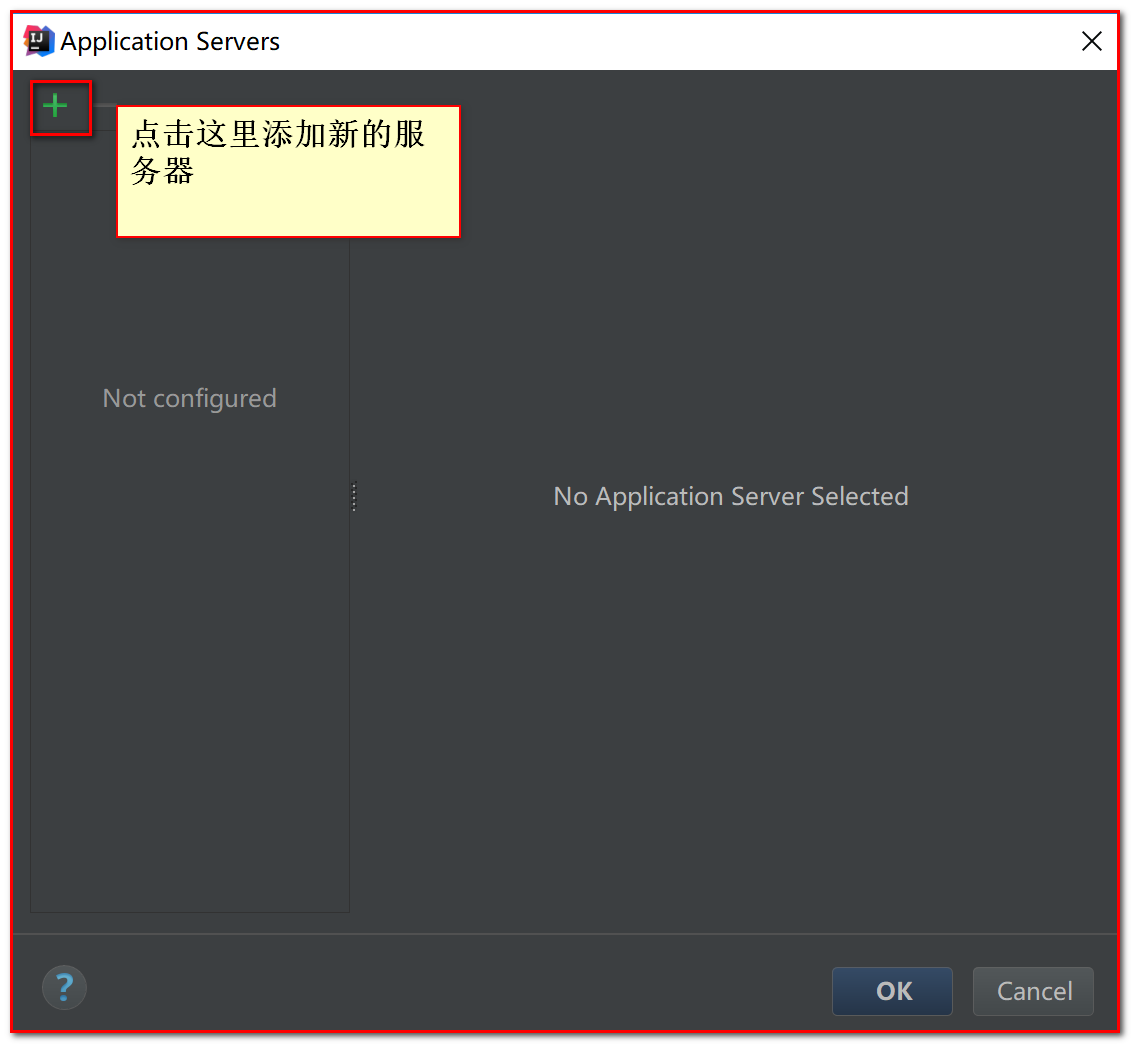 Application Servers
点击这里添加新的服
务器
Not configured
No Application Server Selected
?
OK
Cancel